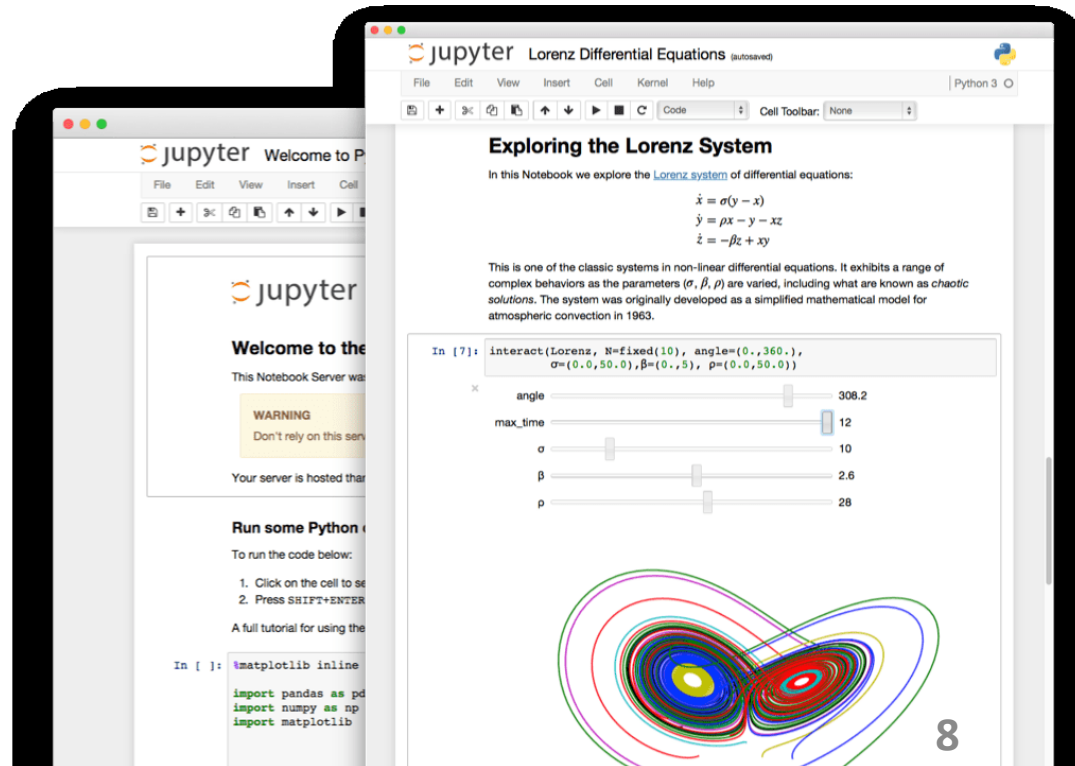 jupyter Welcome to P
File Edit View Insert Cell
jupyter
Welcome to the
This Notebook Server was
WARNING
Don't rely on this serv
Your server is hosted than
Run some Python
To run the code below:
1. Click on the cell to se
2. Press SHIFT+ENTER
A full tutorial for using the
In [ ]: %matplotlib inline
import pandas as pd
import numpy as np
import matplotlib
jupyter Lorenz Differential Equations (autosaved)
File Edit View Insert Cell Kernel Help Python 3
Code Cell Toolbar: None
Exploring the Lorenz System
In this Notebook we explore the Lorenz system of differential equations:
ẋ = σ(y − x)
ẏ = ρx − y − xz
ż = −βz + xy
This is one of the classic systems in non-linear differential equations. It exhibits a range of
complex behaviors as the parameters (σ, β, ρ) are varied, including what are known as chaotic
solutions. The system was originally developed as a simplified mathematical model for
atmospheric convection in 1963.
In [7]: interact(Lorenz, N=fixed(10), angle=(0.,360.),
σ=(0.0,50.0),β=(0.,5), ρ=(0.0,50.0))
angle 308.2
max_time 12
σ 10
β 2.6
ρ 28
8